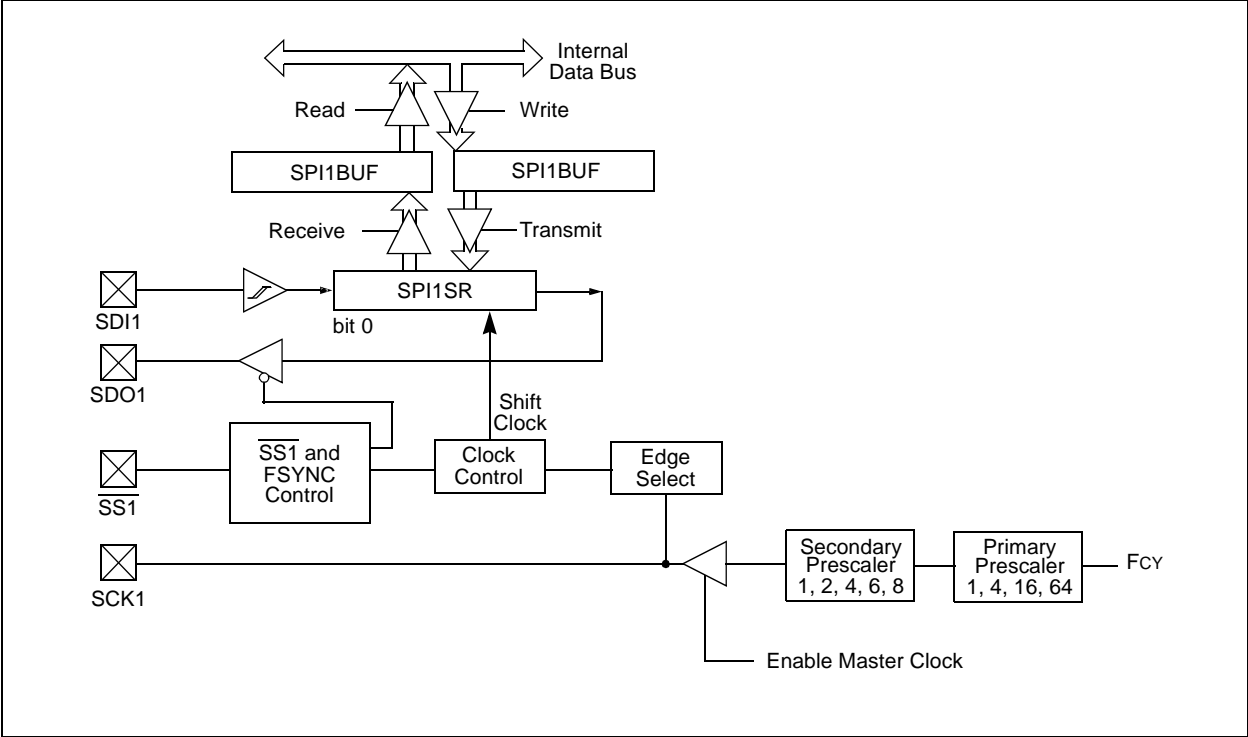 Internal
Data Bus
Read
Write
SPI1BUF
SPI1BUF
Receive
Transmit
SPI1SR
SDI1
bit 0
SDO1
Shift
Clock
SS1 and
FSYNC
Control
Clock
Control
Edge
Select
SS1
Secondary
Prescaler
1, 2, 4, 6, 8
Primary
Prescaler
1, 4, 16, 64
FCY
SCK1
Enable Master Clock